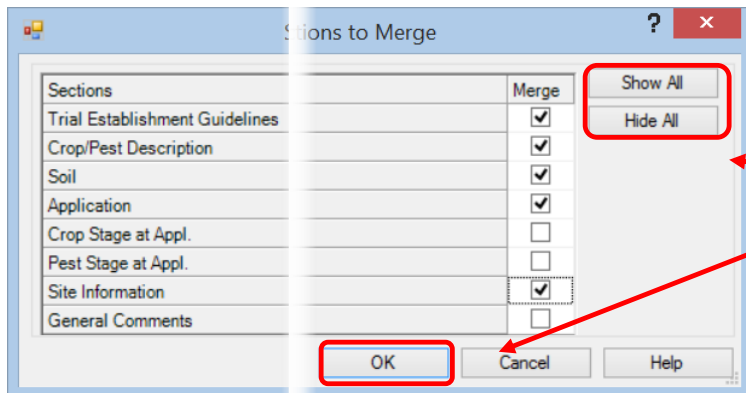 Stions to Merge ?
Sections Merge Show All
Trial Establishment Guidelines Hide All
Crop/Pest Description
Soil
Application
Crop Stage at Appl.
Pest Stage at Appl.
Site Information
General Comments
OK Cancel Help